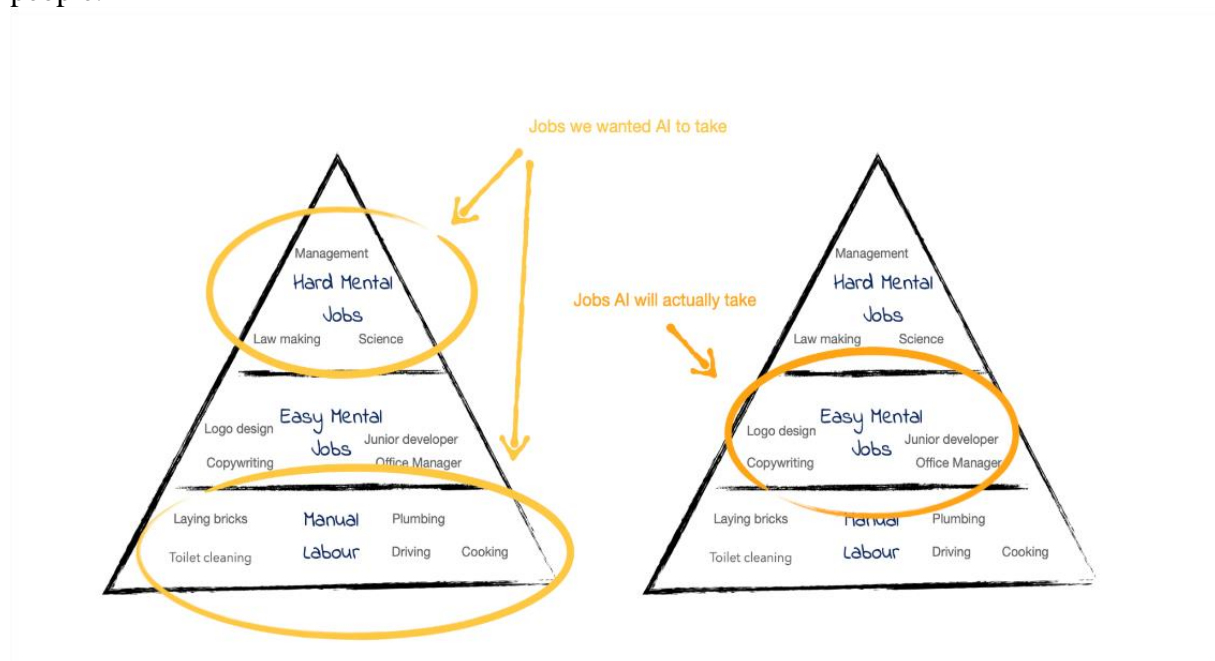 Jobs we wanted AI to take
Management
Hard Mental
Jobs
Law making Science
Easy Mental
Jobs
Logo design
Junior developer
Copywriting
Office Manager
Laying bricks
Manual
Labour
Plumbing
Toilet cleaning
Driving
Cooking
Jobs AI will actually take
Management
Hard Mental
Jobs
Law making Science
Easy Mental
Jobs
Logo design
Junior developer
Copywriting
Office Manager
Laying bricks
Manual
Labour
Plumbing
Toilet cleaning
Driving
Cooking